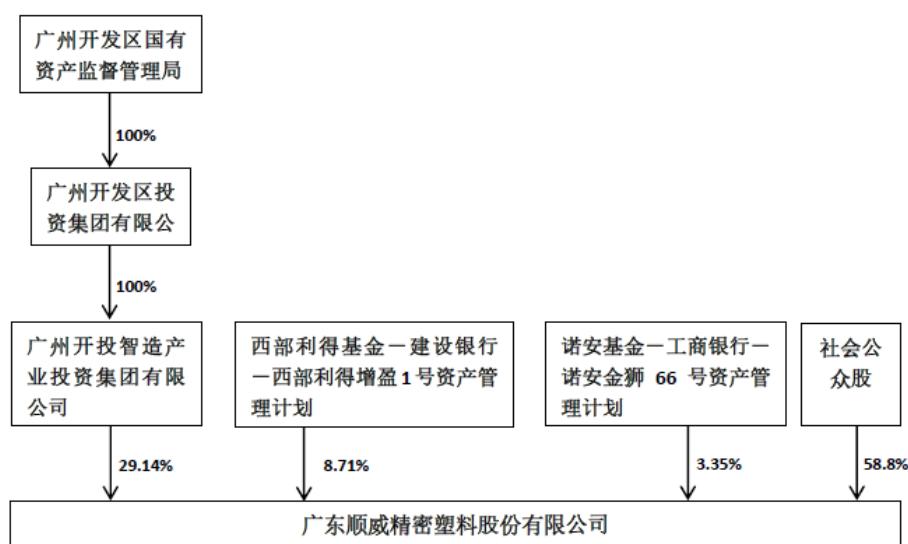 广州开发区国有
资产监督管理局
100%
广州开发区投
资集团有限公
100%
广州开投智造产
业投资集团有限
公司
西部利得基金一建设银行
一西部利得增盈1号资产管
理计划
诺安基金一工商银行一
诺安金狮 66 号资产管
理计划
社会公
众股
29.14%
8.71%
3.35%
58.8%
广东顺威精密塑料股份有限公司